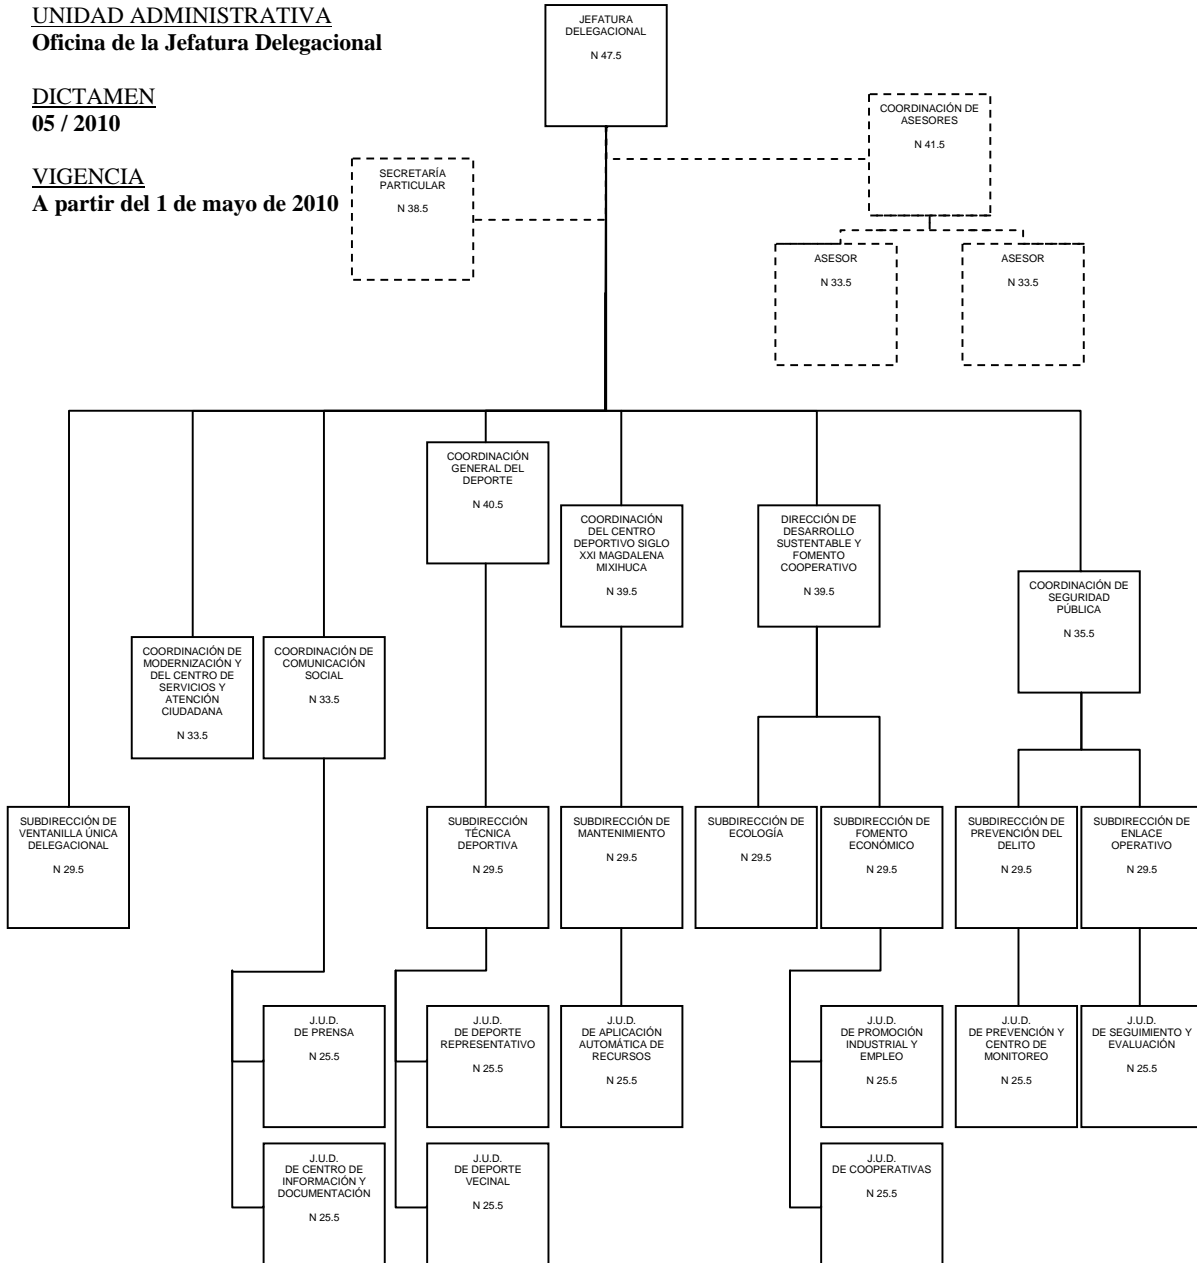 UNIDAD ADMINISTRATIVA
Oficina de la Jefatura Delegacional
DICTAMEN
05 / 2010
VIGENCIA
A partir del 1 de mayo de 2010
JEFATURA
DELEGACIONAL
N 47.5
COORDINACIÓN DE
ASESORES
N 41.5
SECRETARÍA
PARTICULAR
N 38.5
ASESOR
N 33.5
ASESOR
N 33.5
COORDINACIÓN
GENERAL DEL
DEPORTE
N 40.5
COORDINACIÓN
DEL CENTRO
DEPORTIVO SIGLO
XXI MAGDALENA
MIXIHUCA
N 39.5
DIRECCIÓN DE
DESARROLLO
SUSTENTABLE Y
FOMENTO
COOPERATIVO
N 39.5
COORDINACIÓN DE
SEGURIDAD
PÚBLICA
N 35.5
COORDINACIÓN DE
MODERNIZACIÓN Y
DEL CENTRO DE
SERVICIOS Y
ATENCIÓN
CIUDADANA
N 33.5
COORDINACIÓN DE
COMUNICACIÓN
SOCIAL
N 33.5
SUBDIRECCIÓN DE
VENTANILLA ÚNICA
DELEGACIONAL
N 29.5
SUBDIRECCIÓN
TÉCNICA
DEPORTIVA
N 29.5
SUBDIRECCIÓN DE
MANTENIMIENTO
N 29.5
SUBDIRECCIÓN DE
ECOLOGÍA
N 29.5
SUBDIRECCIÓN DE
FOMENTO
ECONÓMICO
N 29.5
SUBDIRECCIÓN DE
PREVENCIÓN DEL
DELITO
N 29.5
SUBDIRECCIÓN DE
ENLACE
OPERATIVO
N 29.5
J.U.D.
DE PRENSA
N 25.5
J.U.D.
DE DEPORTE
REPRESENTATIVO
N 25.5
J.U.D.
DE APLICACIÓN
AUTOMÁTICA DE
RECURSOS
N 25.5
J.U.D.
DE PROMOCIÓN
INDUSTRIAL Y
EMPLEO
N 25.5
J.U.D.
DE PREVENCIÓN Y
CENTRO DE
MONITOREO
N 25.5
J.U.D.
DE SEGUIMIENTO Y
EVALUACIÓN
N 25.5
J.U.D.
DE CENTRO DE
INFORMACIÓN Y
DOCUMENTACIÓN
N 25.5
J.U.D.
DE DEPORTE
VECINAL
N 25.5
J.U.D.
DE COOPERATIVAS
N 25.5